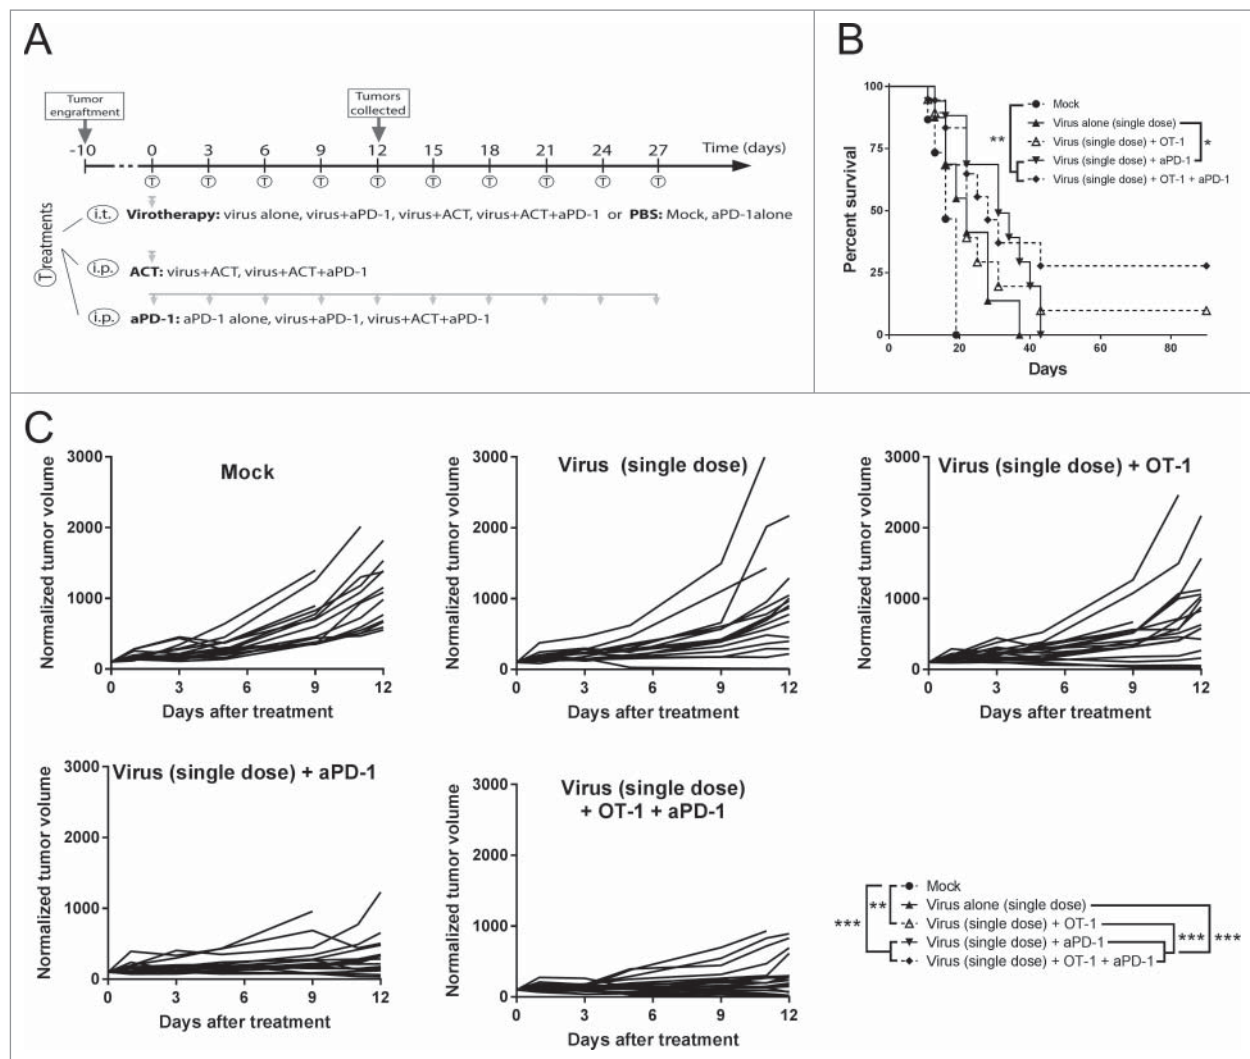 A
Tumor
engraftment
Tumors
collected
-10 0 3 6 9 12 15 18 21 24 27 Time (days)
T T T T T T T T T T
Treatments
i.t. Virotherapy: virus alone, virus+aPD-1, virus+ACT, virus+ACT+aPD-1 or PBS: Mock, aPD-1alone
i.p. ACT: virus+ACT, virus+ACT+aPD-1
i.p. aPD-1: aPD-1 alone, virus+aPD-1, virus+ACT+aPD-1
B
Percent survival
100
75
50
25
0
0 20 40 60 80
Days
Mock
Virus alone (single dose)
Virus (single dose) + OT-1
Virus (single dose) + aPD-1
Virus (single dose) + OT-1 + aPD-1
**
*
C
Mock
Normalized tumor volume
3000
2000
1000
0
0 3 6 9 12
Days after treatment
Virus (single dose)
Normalized tumor volume
3000
2000
1000
0
0 3 6 9 12
Days after treatment
Virus (single dose) + OT-1
Normalized tumor volume
3000
2000
1000
0
0 3 6 9 12
Days after treatment
Virus (single dose) + aPD-1
Normalized tumor volume
3000
2000
1000
0
0 3 6 9 12
Days after treatment
Virus (single dose)
+ OT-1 + aPD-1
Normalized tumor volume
3000
2000
1000
0
0 3 6 9 12
Days after treatment
Mock
Virus alone (single dose)
Virus (single dose) + OT-1
Virus (single dose) + aPD-1
Virus (single dose) + OT-1 + aPD-1
*** ** *** ***